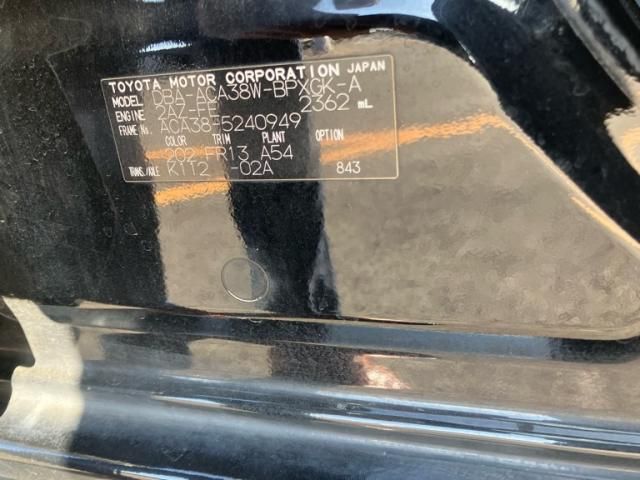 TOYOTA MOTOR CORPORATION JAPAN
MODEL DBA-ACA38W-BPXGK-A
ENGINE 2AZ-FE 2362 mL
FRAME No. ACA38-5240949
COLOR TRIM PLANT OPTION
202 FR13 A54
TRANS./AXLE K112 -02A 843